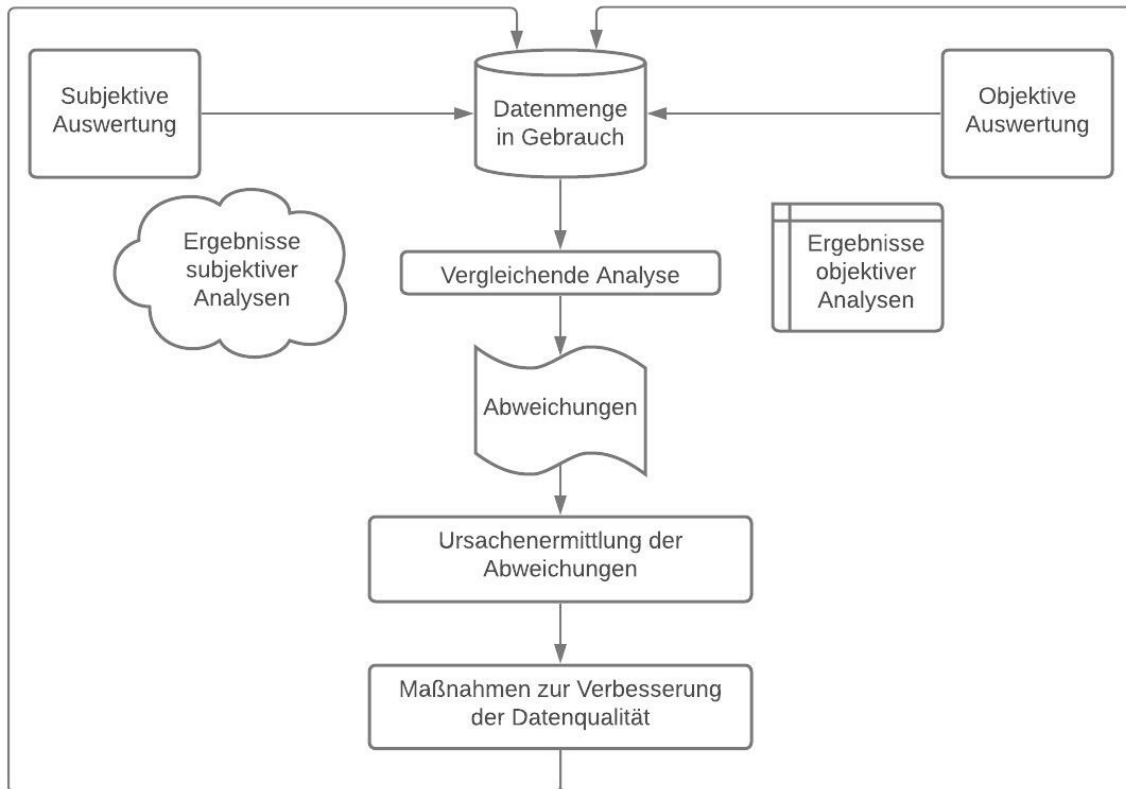 Subjektive
Auswertung
Datenmenge
in Gebrauch
Objektive
Auswertung
Ergebnisse
subjektiver
Analysen
Vergleichende Analyse
Ergebnisse
objektiver
Analysen
Abweichungen
Ursachenermittlung der
Abweichungen
Maßnahmen zur Verbesserung
der Datenqualität